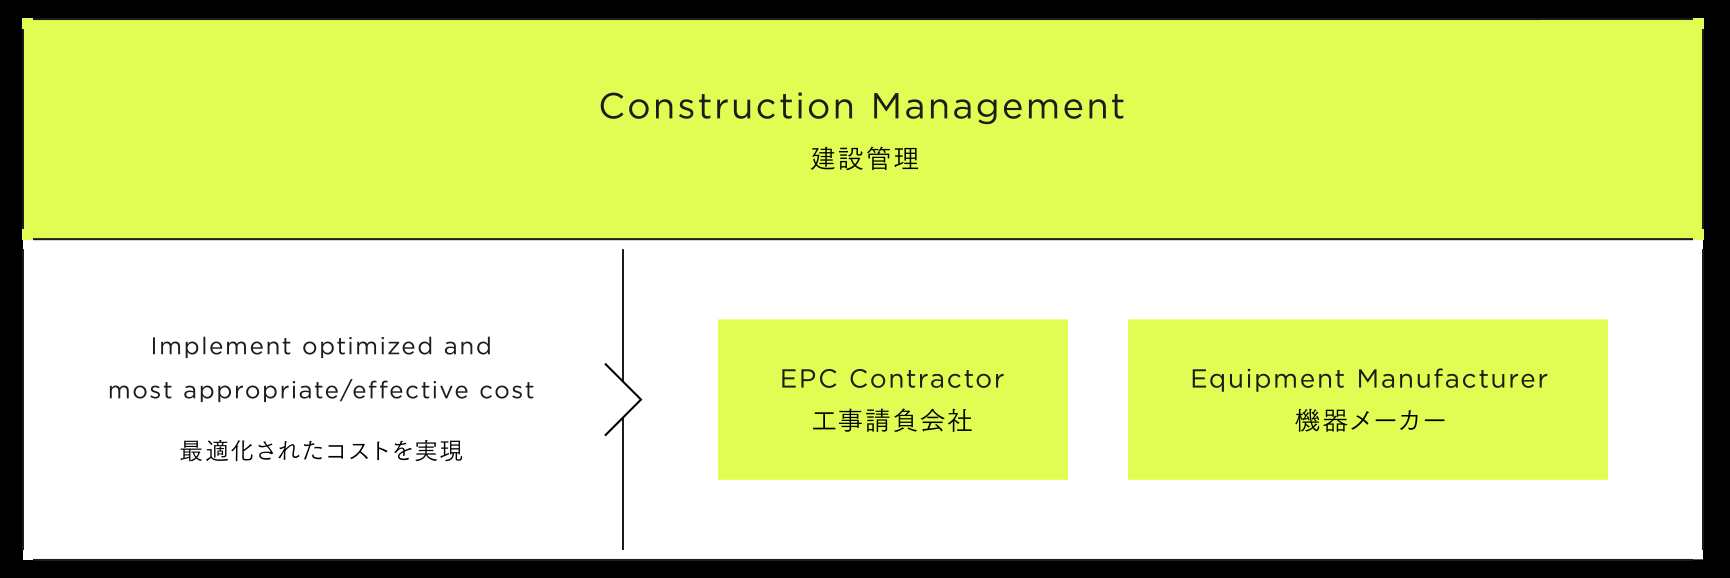 Construction Management
建設管理
Implement optimized and
most appropriate/effective cost
最適化されたコストを実現
EPC Contractor
工事請負会社
Equipment Manufacturer
機器メーカー